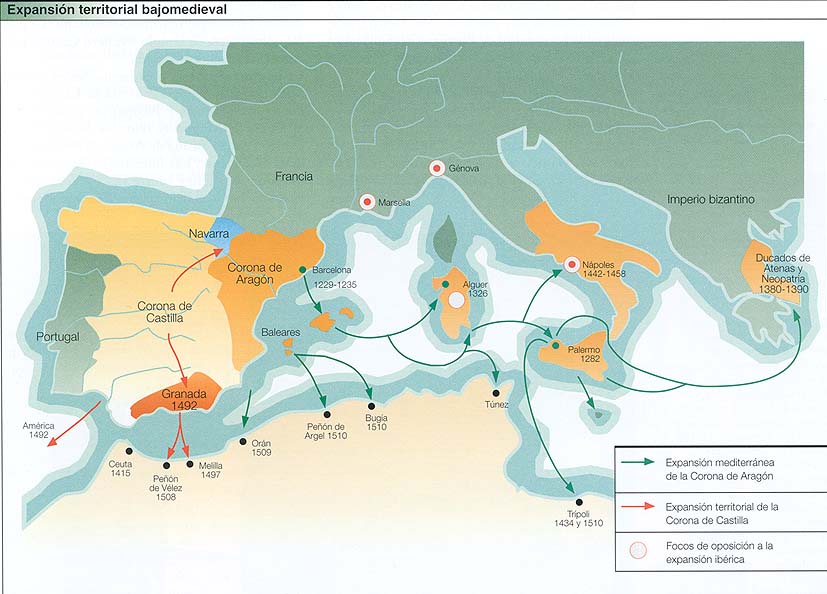 Expansión territorial bajomedieval
Francia
Génova
Marsella
Imperio bizantino
Navarra
Corona de
Aragón
Barcelona
1229-1235
Alguer
1326
Nápoles
1442-1458
Ducados de
Atenas y
Neopatria
1380-1390
Corona de
Castilla
Portugal
Baleares
Palermo
1282
Granada
1492
América
1492
Ceuta
1415
Peñón
de Vélez
1508
Melilla
1497
Orán
1509
Peñón de
Argel 1510
Bugía
1510
Túnez
Trípoli
1434 y 1510
Expansión mediterránea
de la Corona de Aragón
Expansión territorial de la
Corona de Castilla
Focos de oposición a la
expansión ibérica